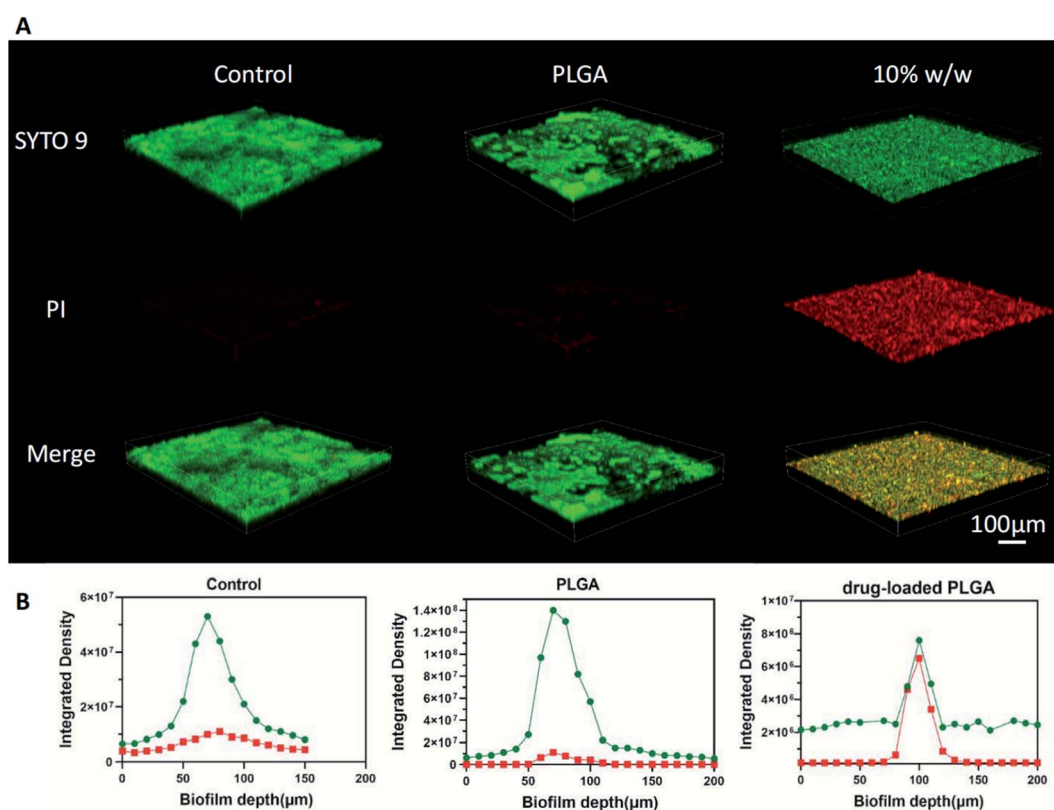 A
Control PLGA 10% w/w
SYTO 9
PI
Merge
100μm
B
Control
6×10⁷
4×10⁷
2×10⁷
0
Integrated Density
0 50 100 150 200
Biofilm depth(μm)
PLGA
1.4×10⁸
1.2×10⁸
1×10⁸
8×10⁷
6×10⁷
4×10⁷
2×10⁷
0
Integrated Density
0 50 100 150 200
Biofilm depth(μm)
drug-loaded PLGA
1×10⁷
8×10⁶
6×10⁶
4×10⁶
2×10⁶
Integrated Density
0 50 100 150 200
Biofilm depth(μm)